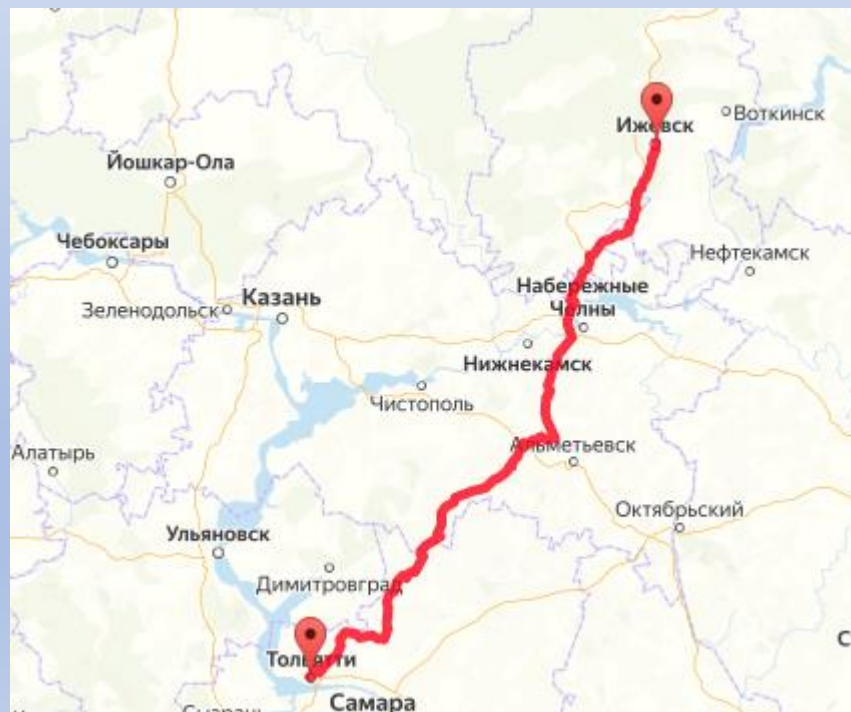 Ижевск
Воткинск
Йошкар-Ола
Чебоксары
Нефтекамск
Набережные
Челны
Зеленодольск
Казань
Нижнекамск
Чистополь
Алатырь
Альметьевск
Октябрьский
Ульяновск
Димитровград
Тольятти
Самара